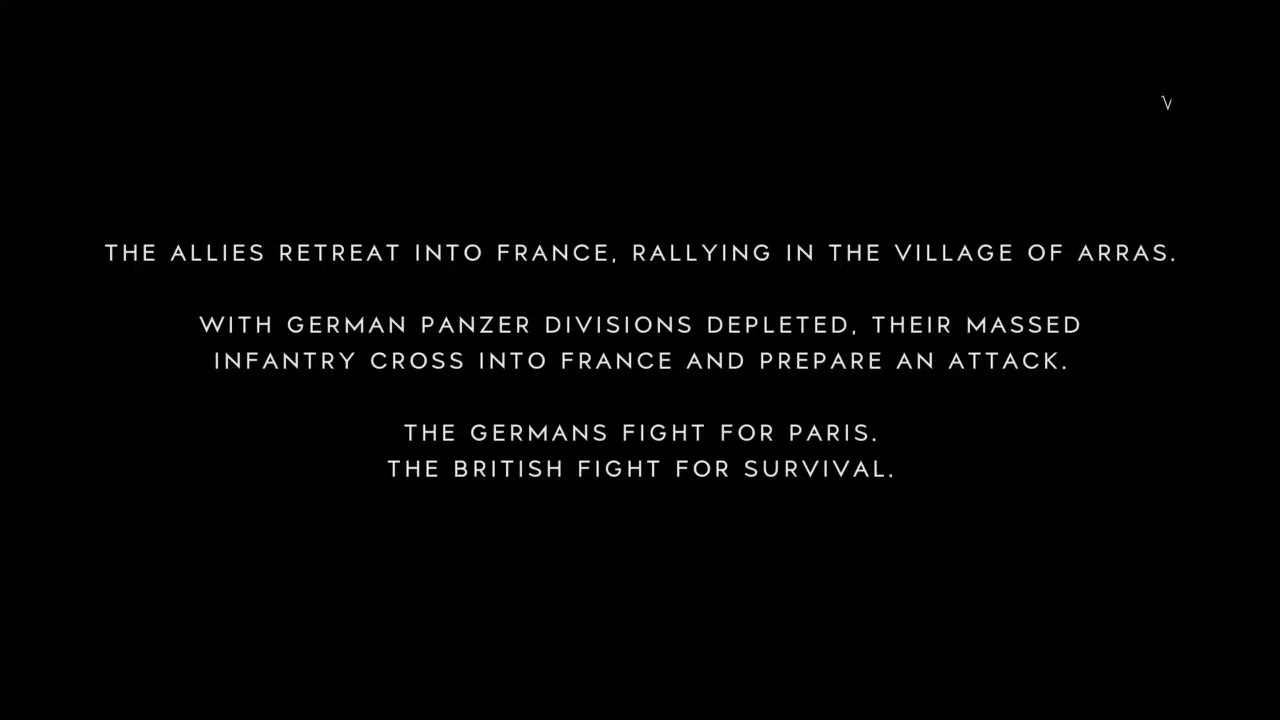 THE ALLIES RETREAT INTO FRANCE, RALLYING IN THE VILLAGE OF ARRAS.
WITH GERMAN PANZER DIVISIONS DEPLETED, THEIR MASSED
INFANTRY CROSS INTO FRANCE AND PREPARE AN ATTACK.
THE GERMANS FIGHT FOR PARIS.
THE BRITISH FIGHT FOR SURVIVAL.